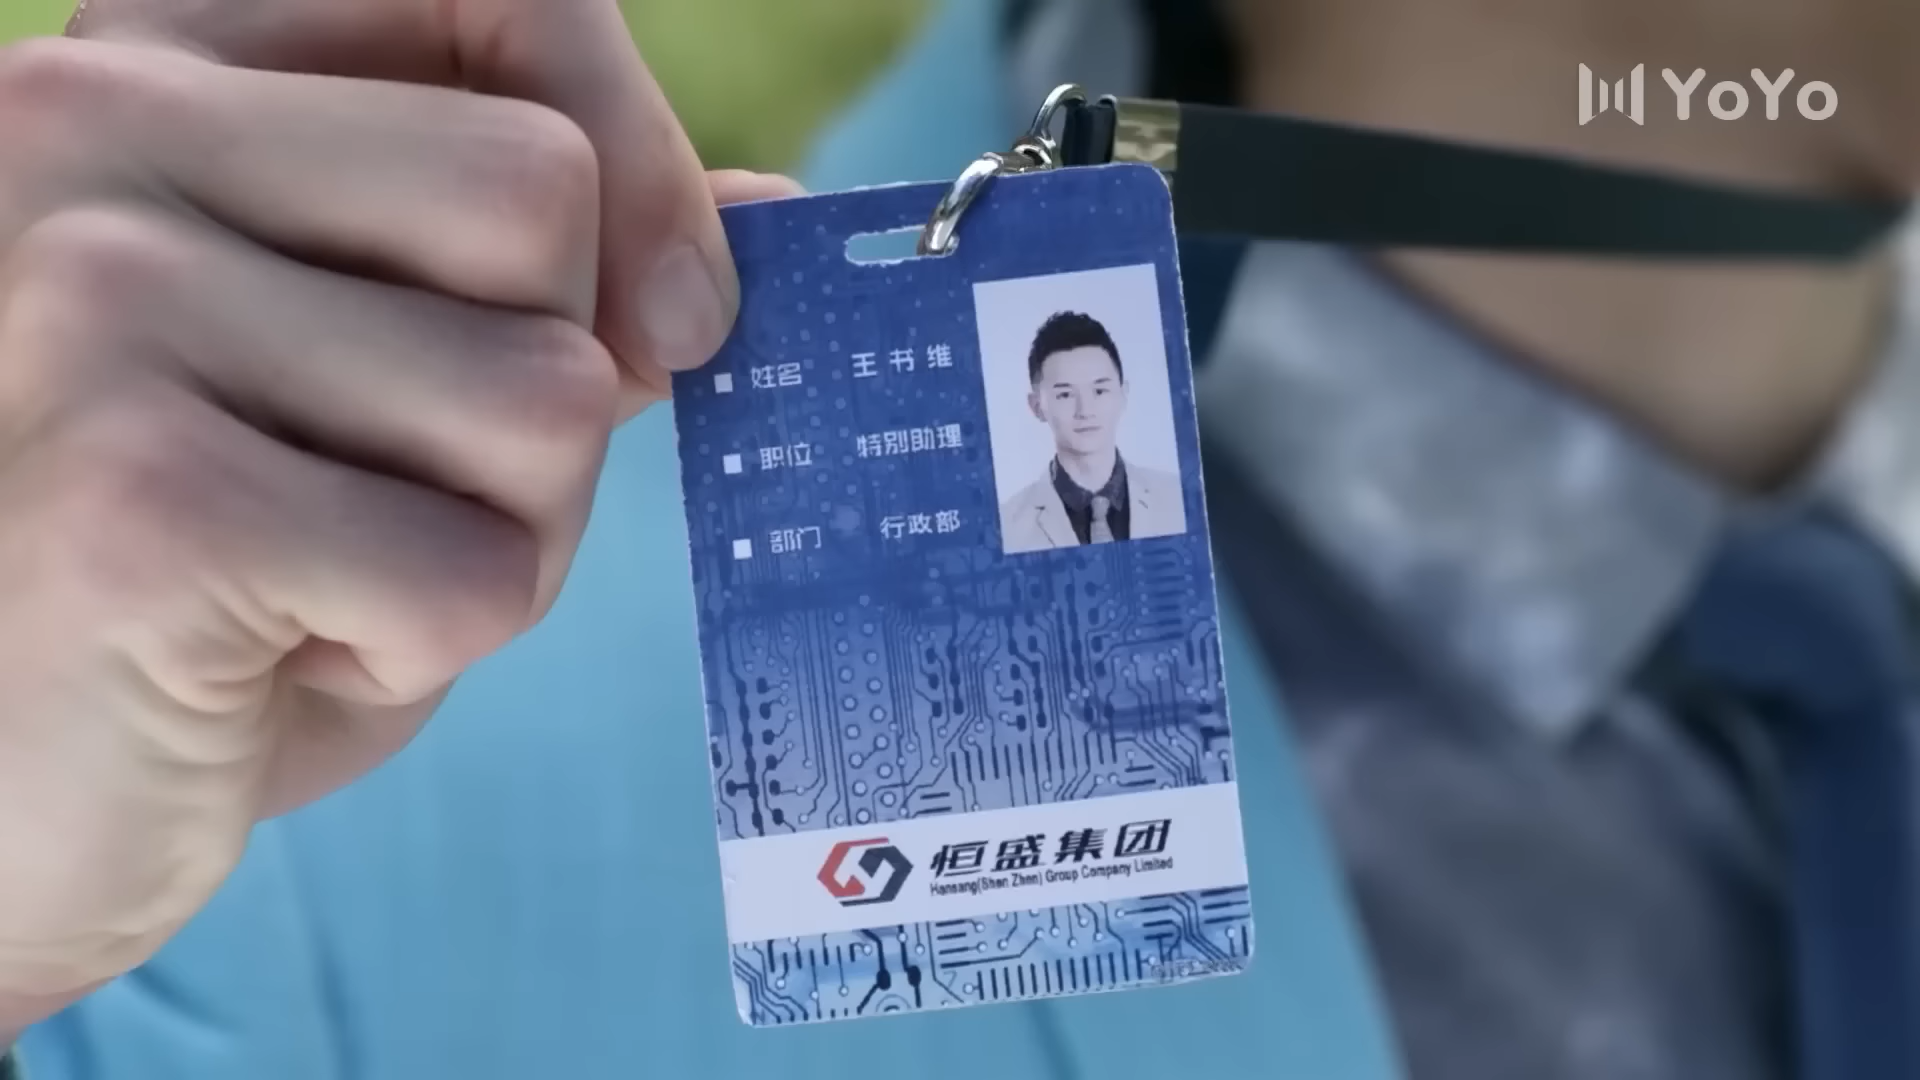 YoYo
姓名 王书维
职位 特别助理
部门 行政部
恒盛集团
Hansang(Shen Zhen) Group Company Limited